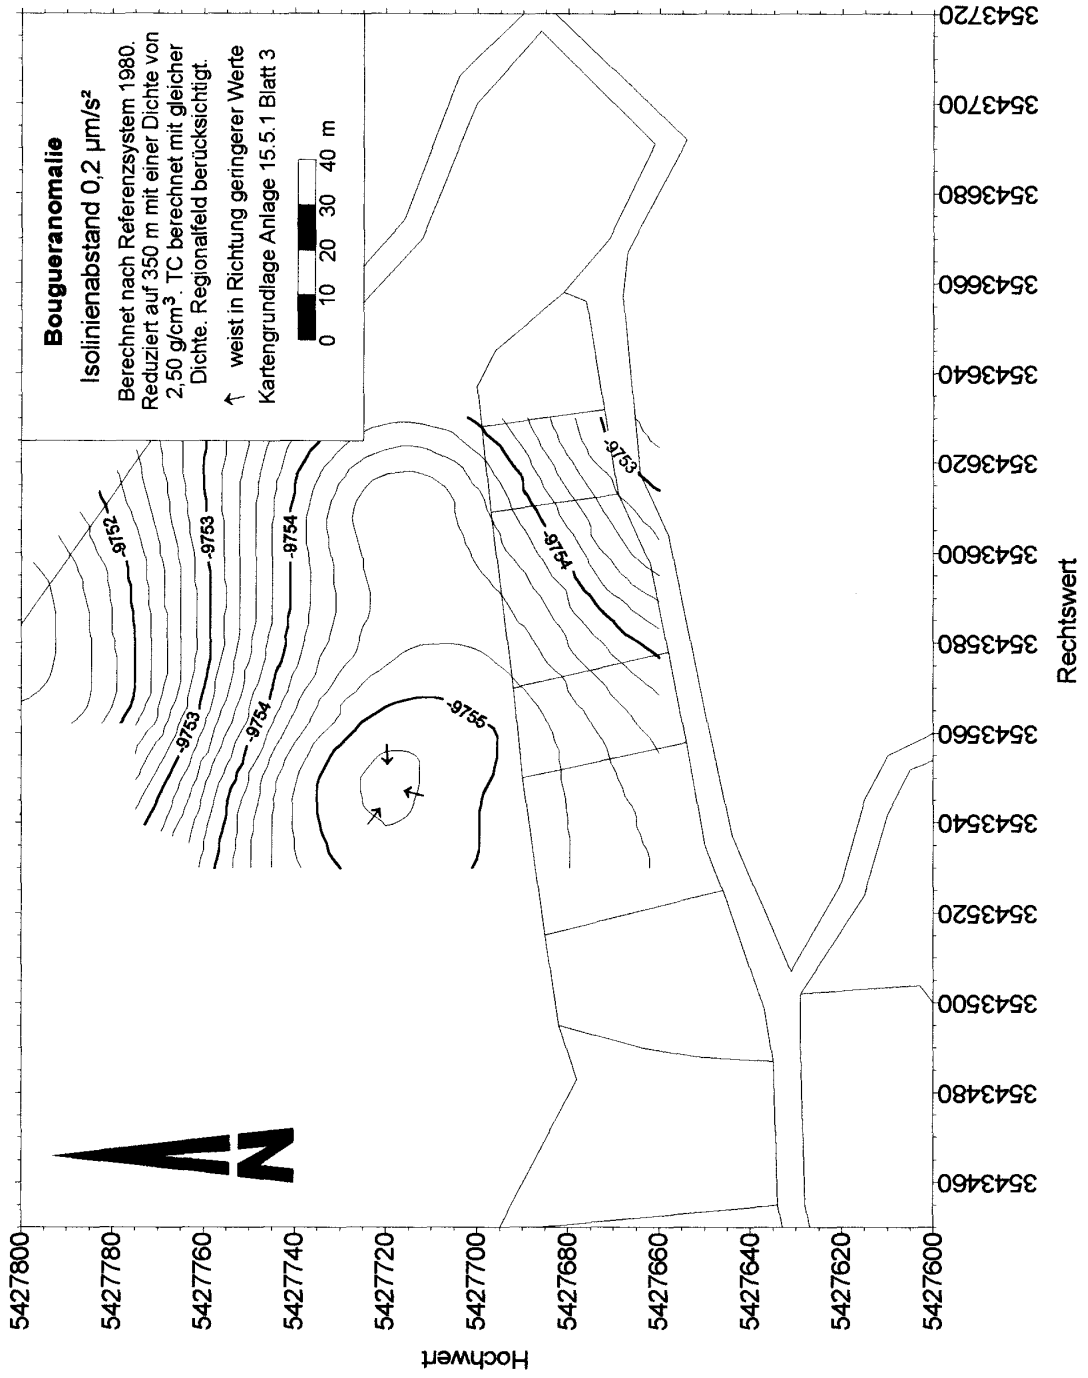 Bougueranomalie
Isolinienabstand 0,2 µm/s²
Berechnet nach Referenzsystem 1980.
Reduziert auf 350 m mit einer Dichte von
2,50 g/cm³. TC berechnet mit gleicher
Dichte. Regionalfeld berücksichtigt.
↑ weist in Richtung geringerer Werte
Kartengrundlage Anlage 15.5.1 Blatt 3
0 10 20 30 40 m
-9752
-9753
-9754
-9753
-9754
-9755
-9754
-9753
N
Hochwert
5427800
5427780
5427760
5427740
5427720
5427700
5427680
5427660
5427640
5427620
5427600
3543460
3543480
3543500
3543520
3543540
3543560
3543580
3543600
3543620
3543640
3543660
3543680
3543700
3543720
Rechtswert